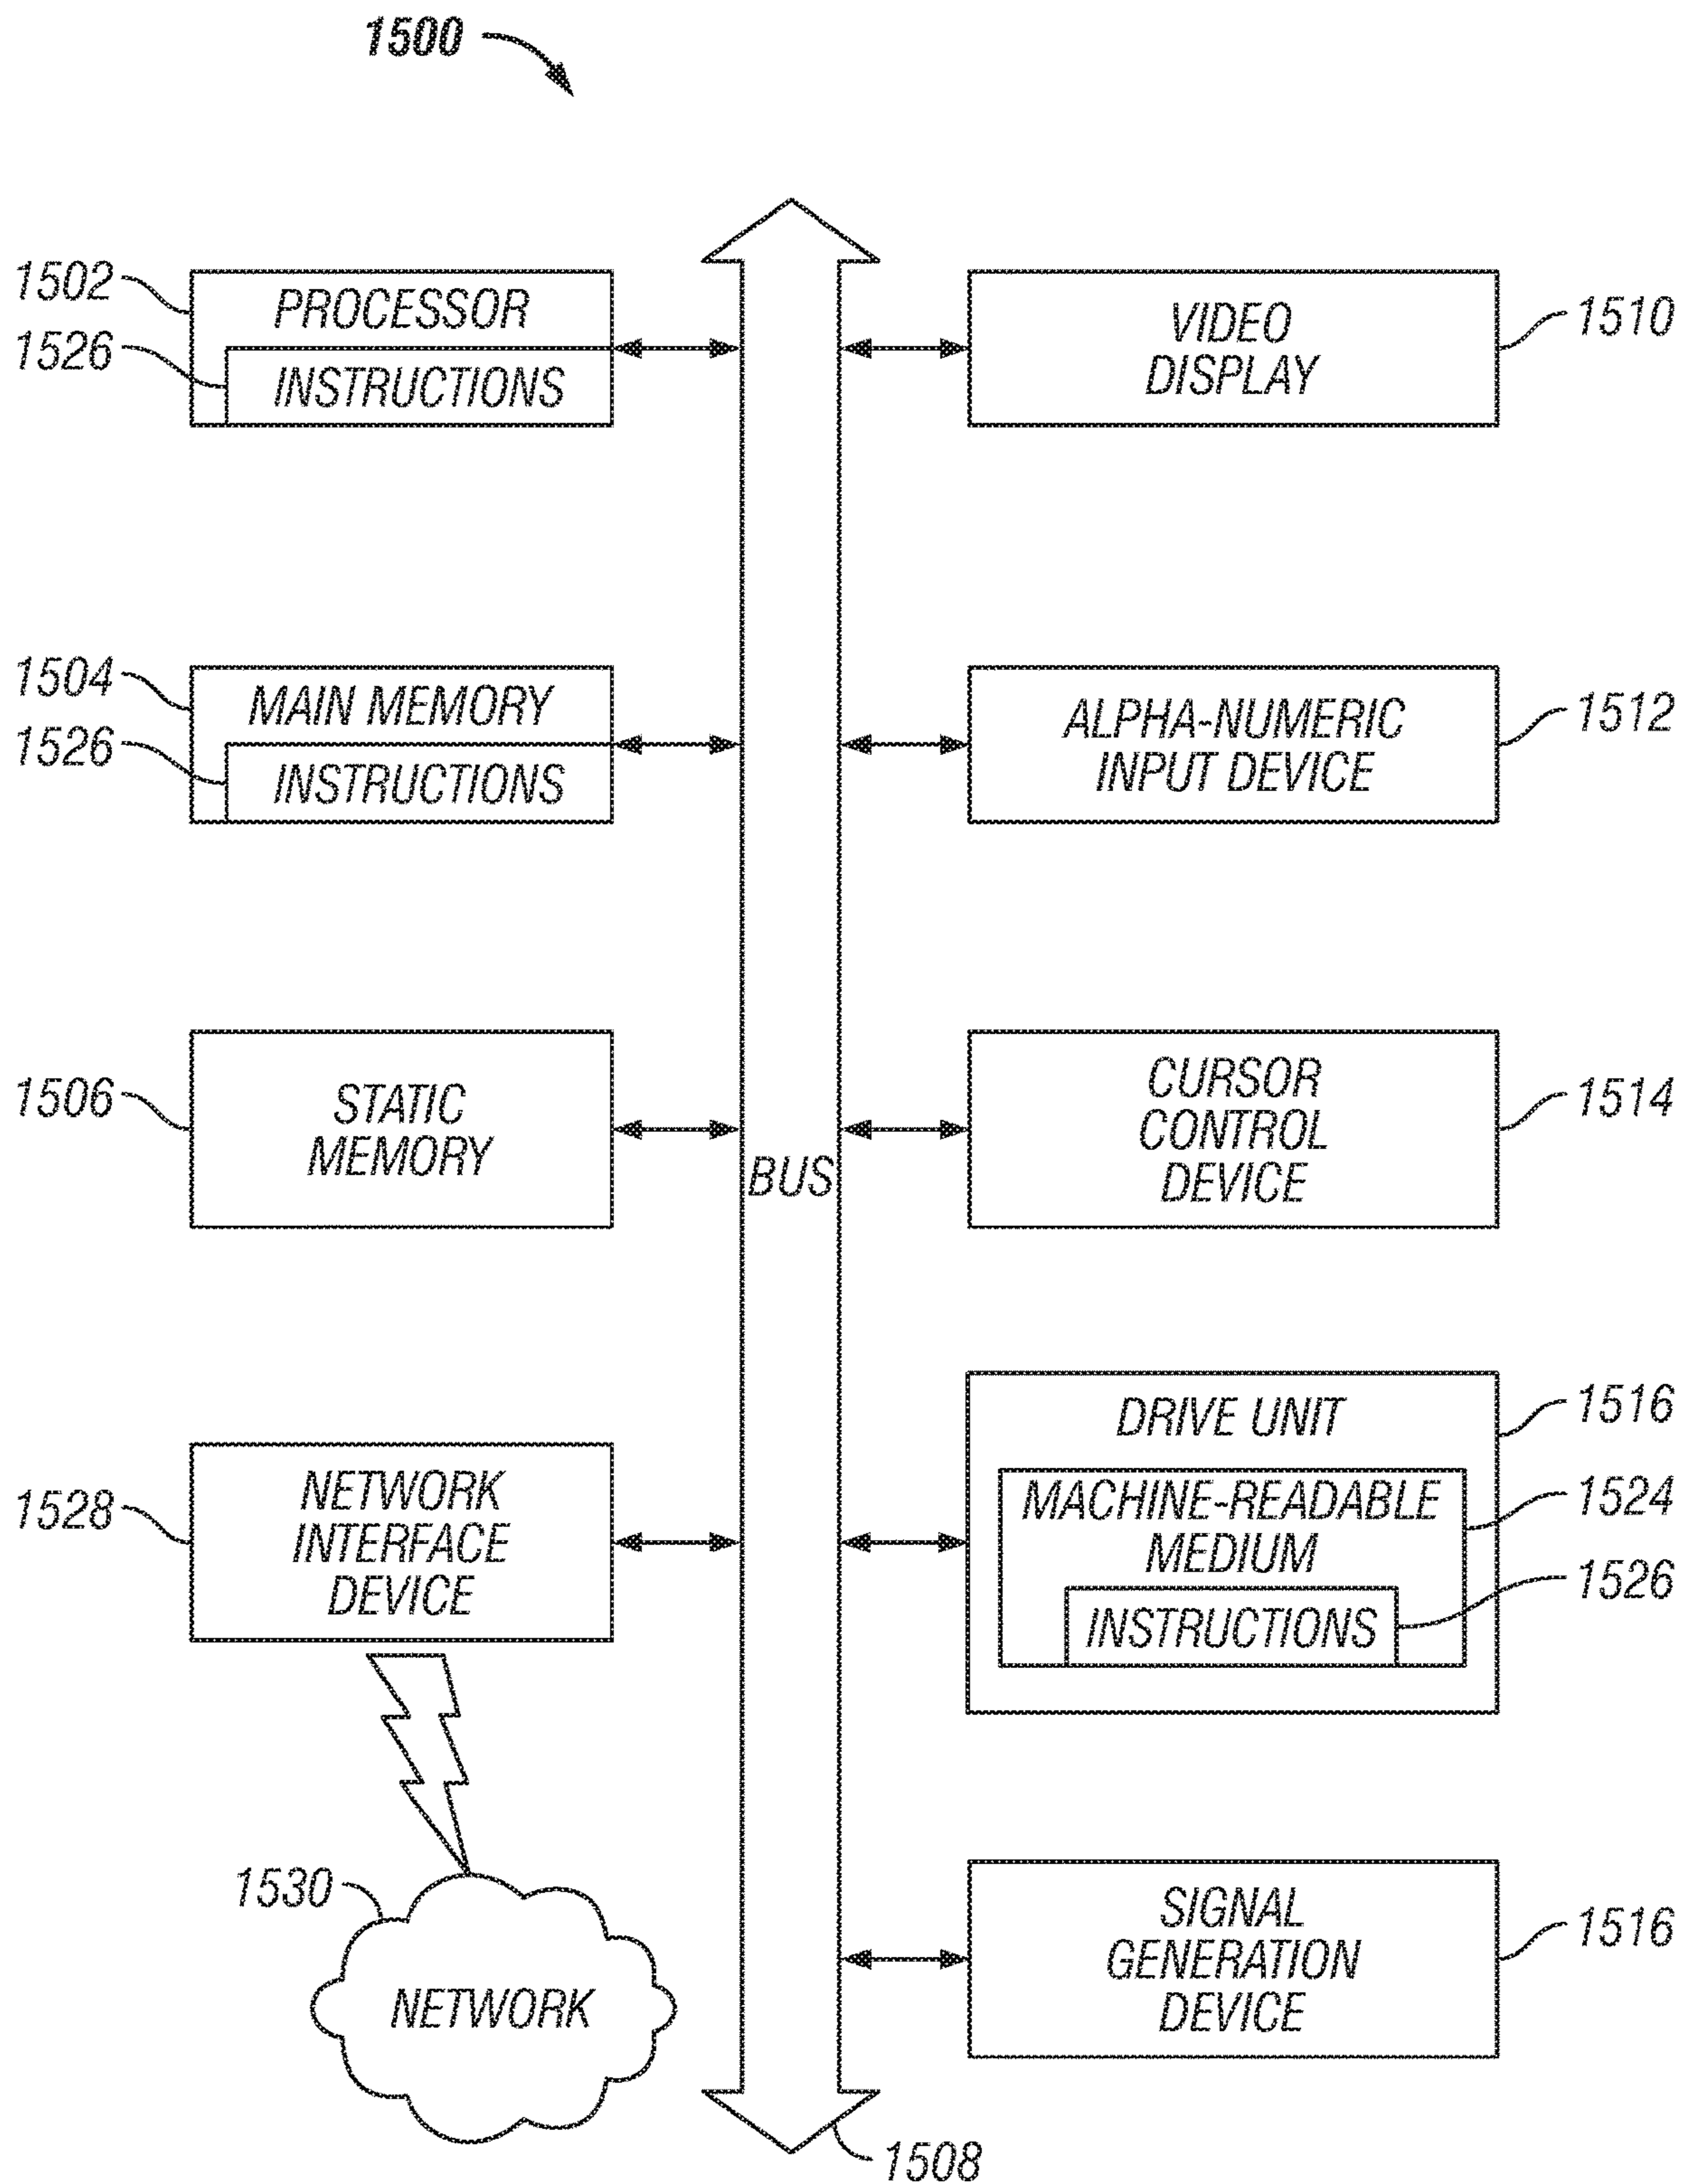 1500
1502
PROCESSOR
1526
INSTRUCTIONS
VIDEO
DISPLAY
1510
1504
MAIN MEMORY
1526
INSTRUCTIONS
ALPHA-NUMERIC
INPUT DEVICE
1512
1506
STATIC
MEMORY
BUS
CURSOR
CONTROL
DEVICE
1514
1528
NETWORK
INTERFACE
DEVICE
DRIVE UNIT
1516
MACHINE-READABLE
MEDIUM
1524
INSTRUCTIONS
1526
1530
NETWORK
SIGNAL
GENERATION
DEVICE
1516
1508